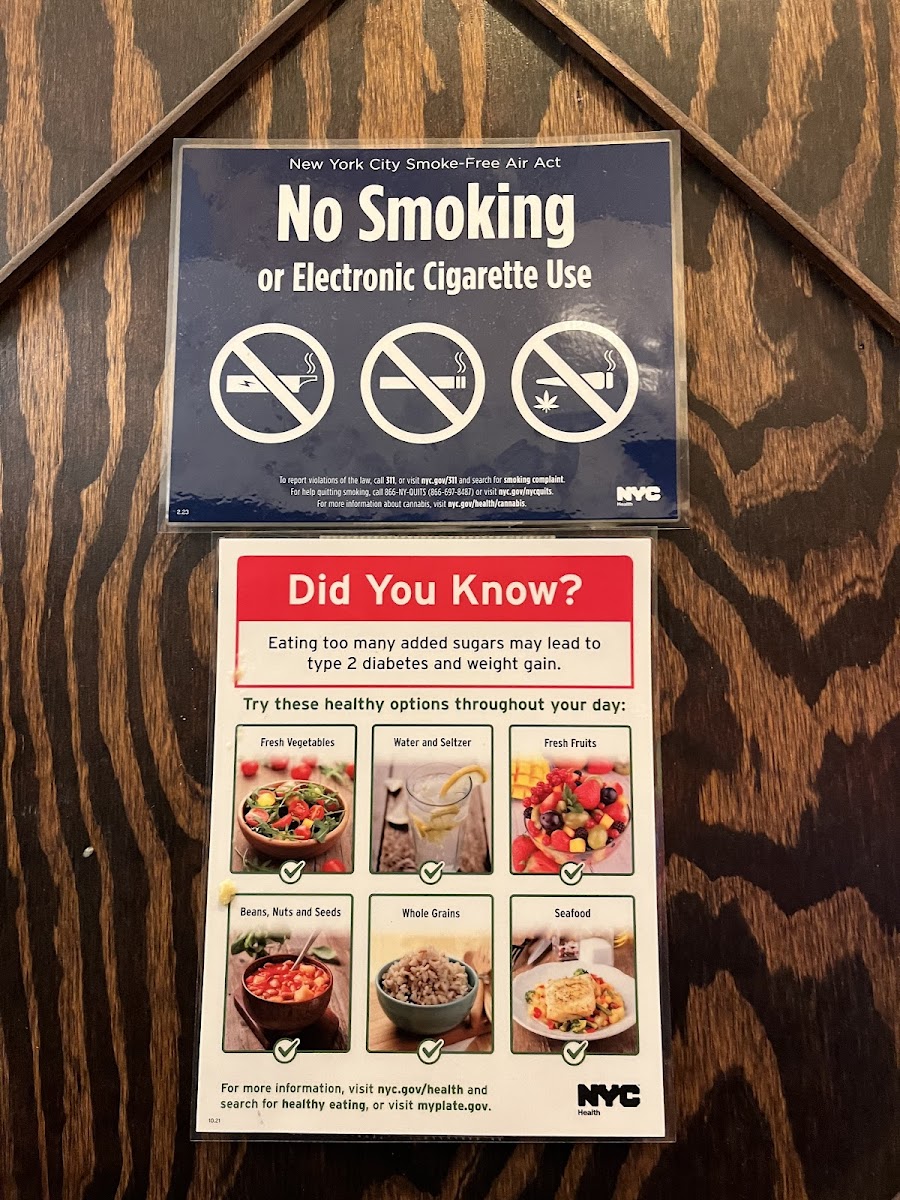 New York City Smoke-Free Air Act
No Smoking
or Electronic Cigarette Use
To report violations of the law, call 311, or visit nyc.gov/311 and search for smoking complaint.
For help quitting smoking, call 866-NY-QUITS (866-697-8487) or visit nyc.gov/nycquits.
For more information about cannabis, visit nyc.gov/health/cannabis.
2.23
NYC
Health
Did You Know?
Eating too many added sugars may lead to
type 2 diabetes and weight gain.
Try these healthy options throughout your day:
Fresh Vegetables
Water and Seltzer
Fresh Fruits
Beans, Nuts and Seeds
Whole Grains
Seafood
For more information, visit nyc.gov/health and
search for healthy eating, or visit myplate.gov.
NYC
Health
10.21